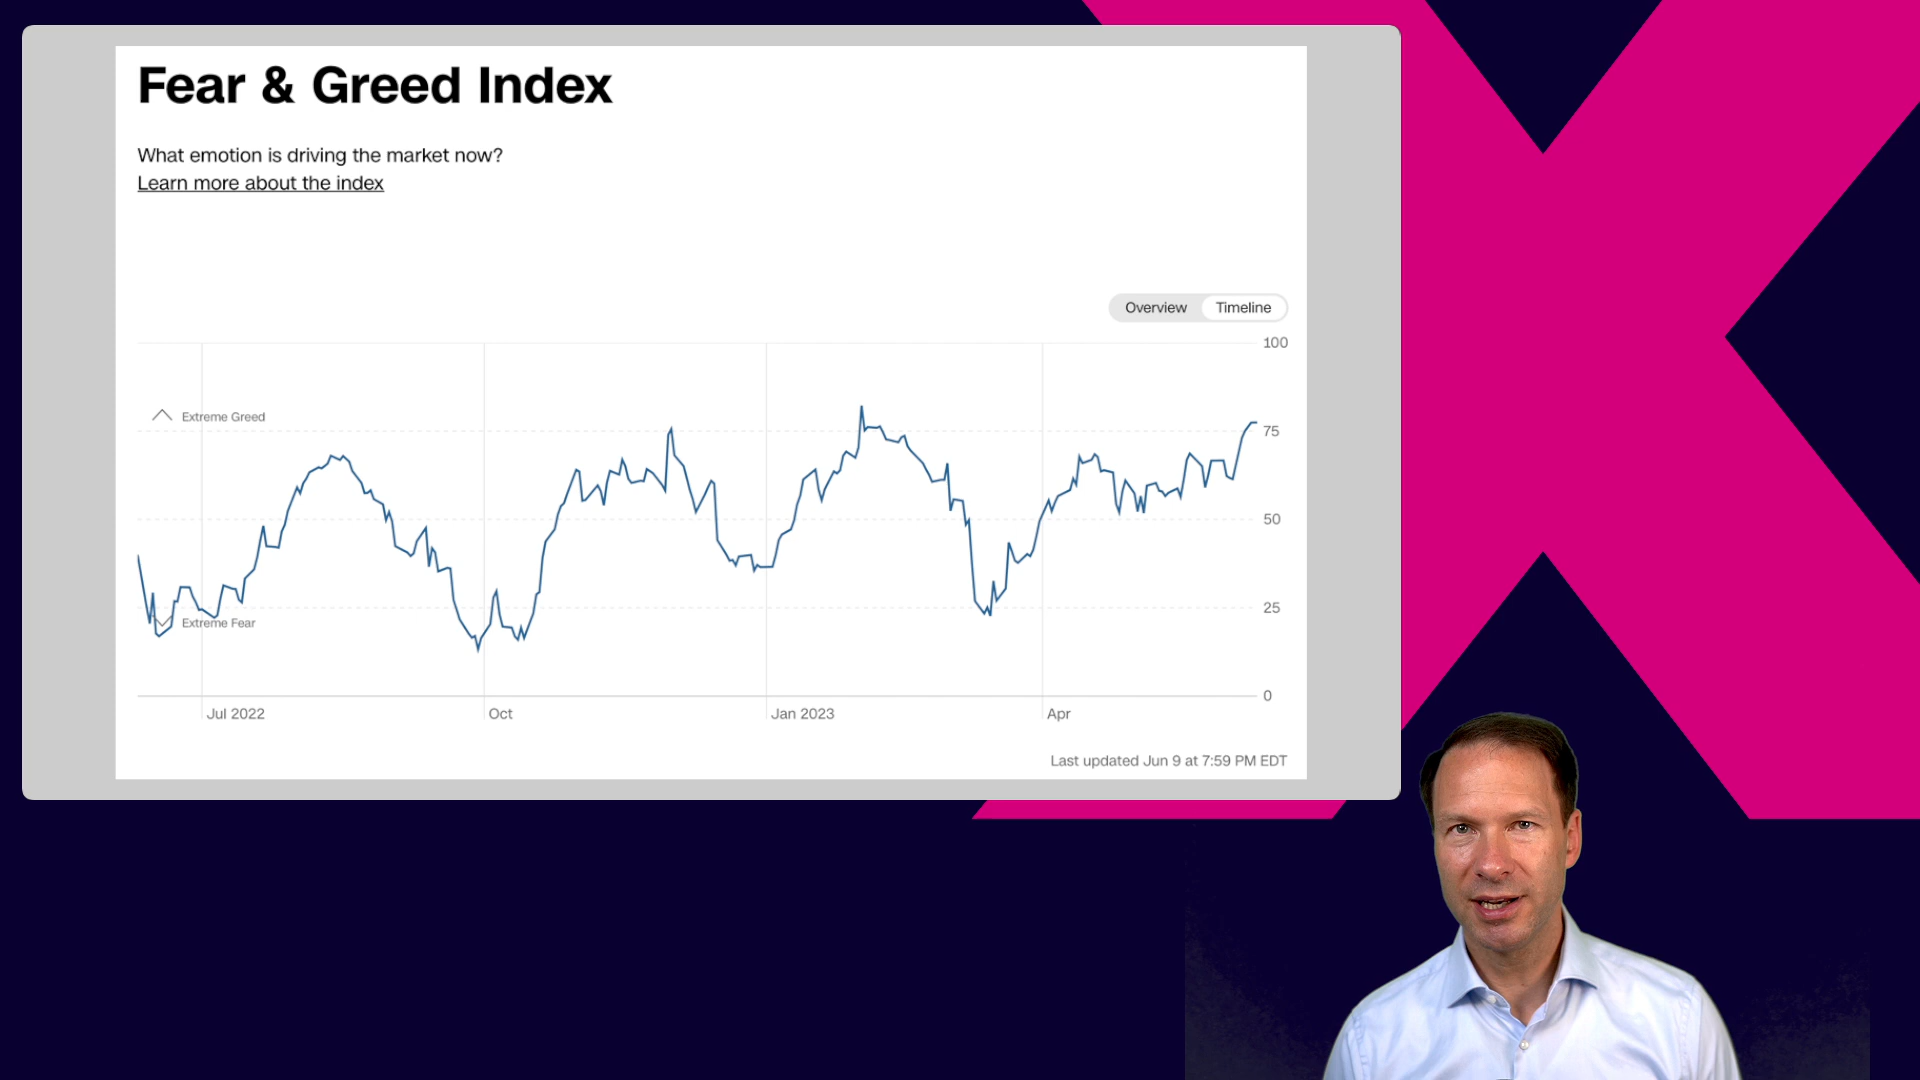 Fear & Greed Index
What emotion is driving the market now?
Learn more about the index
Overview Timeline
100
Extreme Greed
75
50
25
Extreme Fear
0
Jul 2022 Oct Jan 2023 Apr
Last updated Jun 9 at 7:59 PM EDT